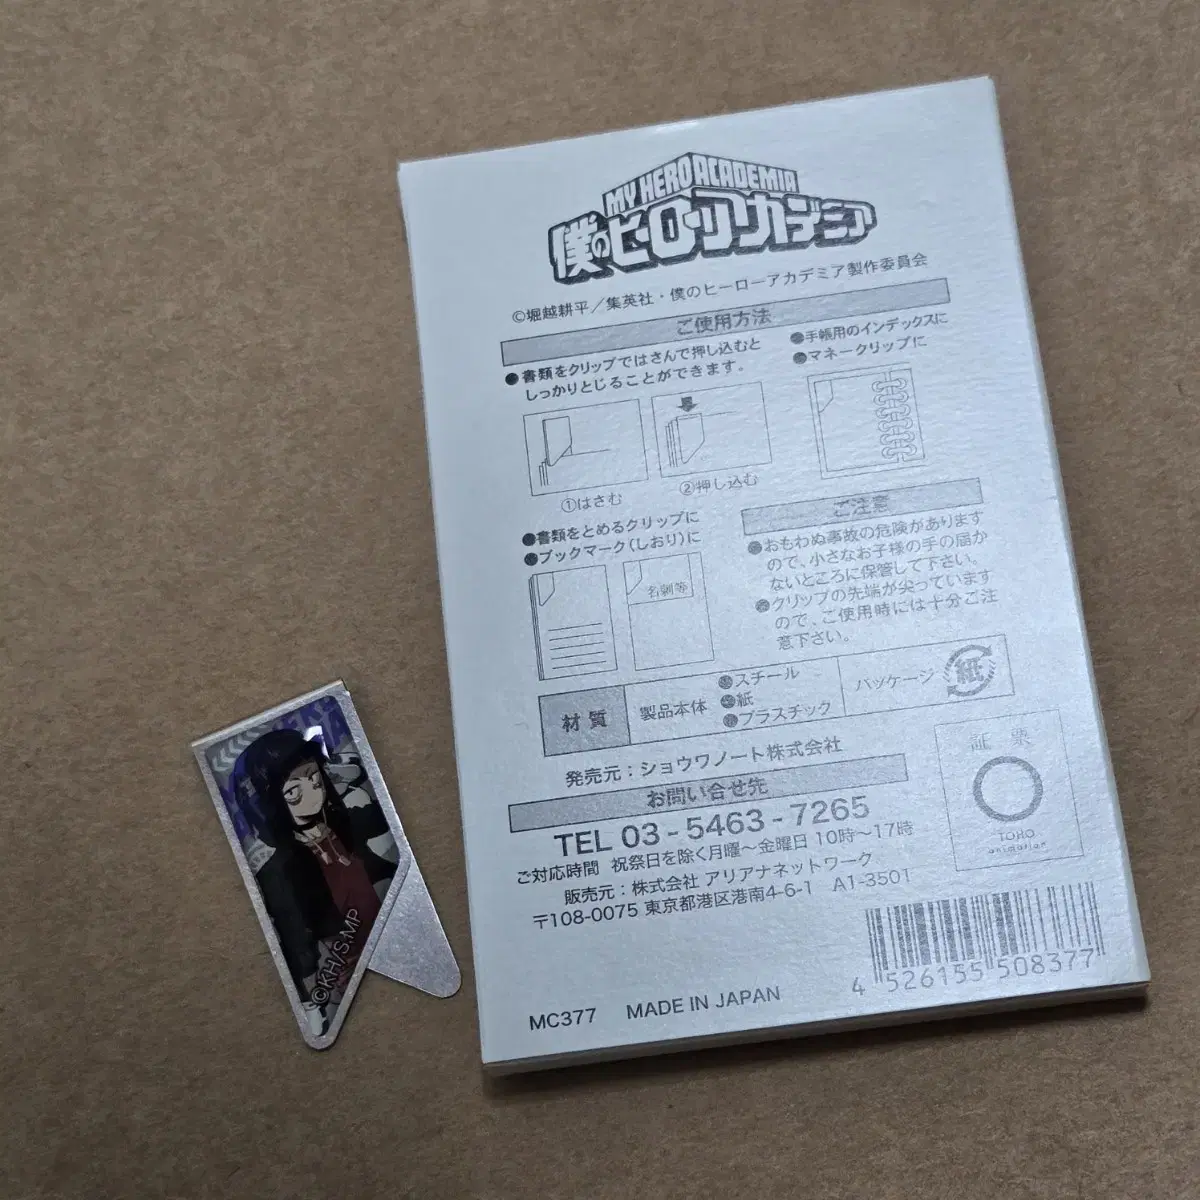 MY HERO ACADEMIA
僕のヒーローアカデミア
©堀越耕平／集英社・僕のヒーローアカデミア製作委員会
ご使用方法
●書類をクリップではさんで押し込むと
しっかりとじることができます。
①はさむ
②押し込む
●手帳用のインデックスに
●マネークリップに
●書類をとめるクリップに
●ブックマーク（しおり）に
名刺等
ご注意
●おもわぬ事故の危険があります
ので、小さなお子様の手の届か
ないところに保管して下さい。
●クリップの先端が尖っています
ので、ご使用時には十分ご注
意下さい。
材質
製品本体
●スチール
●紙
●プラスチック
パッケージ
紙
発売元：ショウワノート株式会社
お問い合せ先
TEL 03-5463-7265
ご対応時間 祝祭日を除く月曜～金曜日 10時～17時
販売元：株式会社 アリアナネットワーク
〒108-0075 東京都港区港南4-6-1 A1-3501
証票
TOHO
animation
4 526155 508377
MC377 MADE IN JAPAN
©KH/S.MP